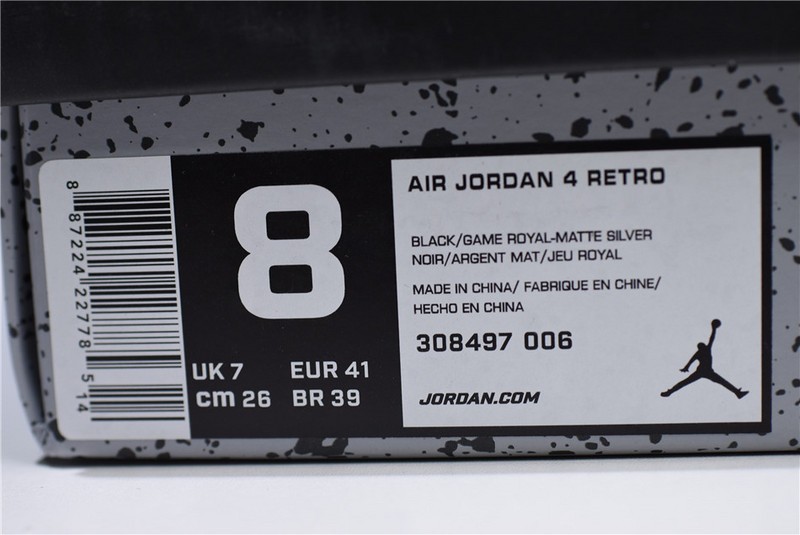 8 87224 22778 514
8
UK 7 EUR 41
cm 26 BR 39
AIR JORDAN 4 RETRO
BLACK/GAME ROYAL-MATTE SILVER
NOIR/ARGENT MAT/JEU ROYAL
MADE IN CHINA/ FABRIQUE EN CHINE/
HECHO EN CHINA
308497 006
JORDAN.COM